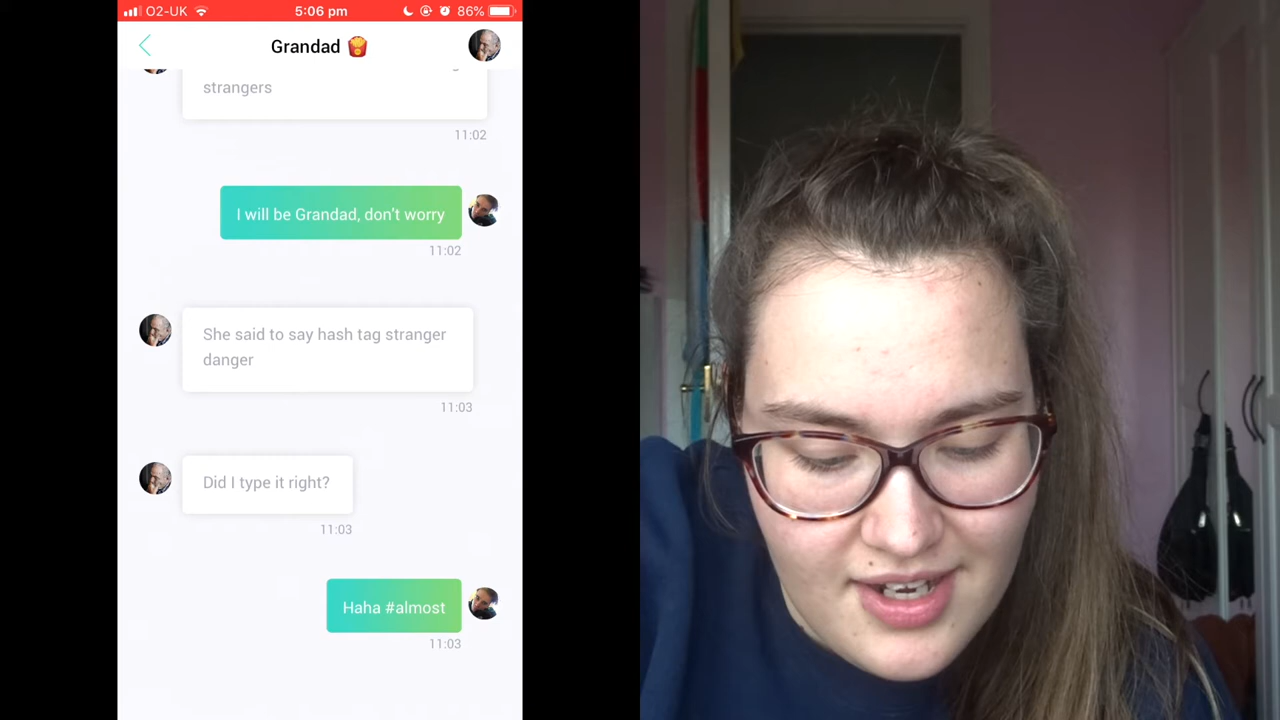 O2-UK 5:06 pm 86%
Grandad
strangers
11:02
I will be Grandad, don't worry
11:02
She said to say hash tag stranger
danger
11:03
Did I type it right?
11:03
Haha #almost
11:03